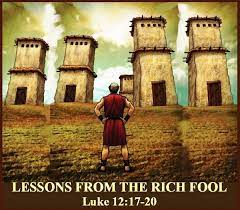 LESSONS FROM THE RICH FOOL
Luke 12:17-20